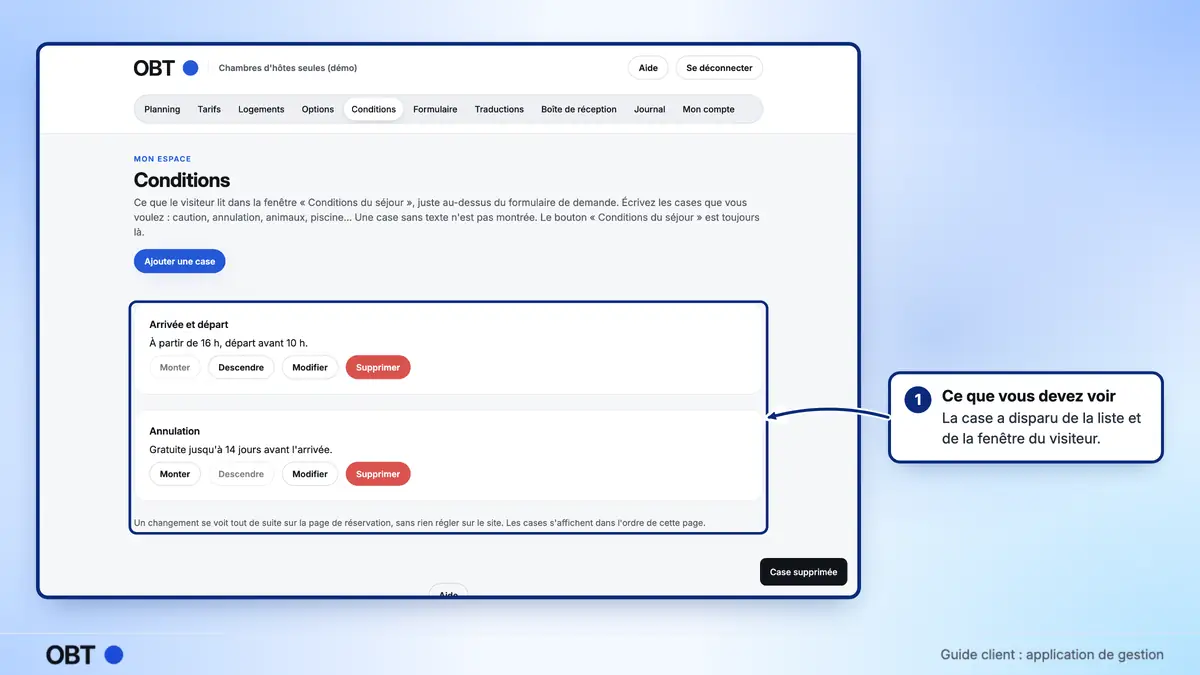 OBT
Chambres d'hôtes seules (démo)
Aide
Se déconnecter
Planning
Tarifs
Logements
Options
Conditions
Formulaire
Traductions
Boîte de réception
Journal
Mon compte
MON ESPACE
Conditions
Ce que le visiteur lit dans la fenêtre « Conditions du séjour », juste au-dessus du formulaire de demande. Écrivez les cases que vous
voulez : caution, annulation, animaux, piscine... Une case sans texte n'est pas montrée. Le bouton « Conditions du séjour » est toujours
là.
Ajouter une case
Arrivée et départ
À partir de 16 h, départ avant 10 h.
Monter
Descendre
Modifier
Supprimer
Annulation
Gratuite jusqu'à 14 jours avant l'arrivée.
Monter
Descendre
Modifier
Supprimer
Un changement se voit tout de suite sur la page de réservation, sans rien régler sur le site. Les cases s'affichent dans l'ordre de cette page.
Case supprimée
Aide
1
Ce que vous devez voir
La case a disparu de la liste et
de la fenêtre du visiteur.
OBT
Guide client : application de gestion